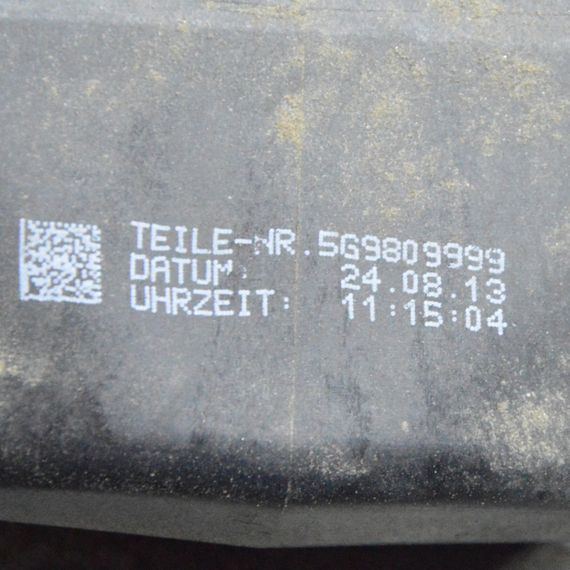 TEILE-NR.5G9809999
DATUM: 24.08.13
UHRZEIT: 11:15:04